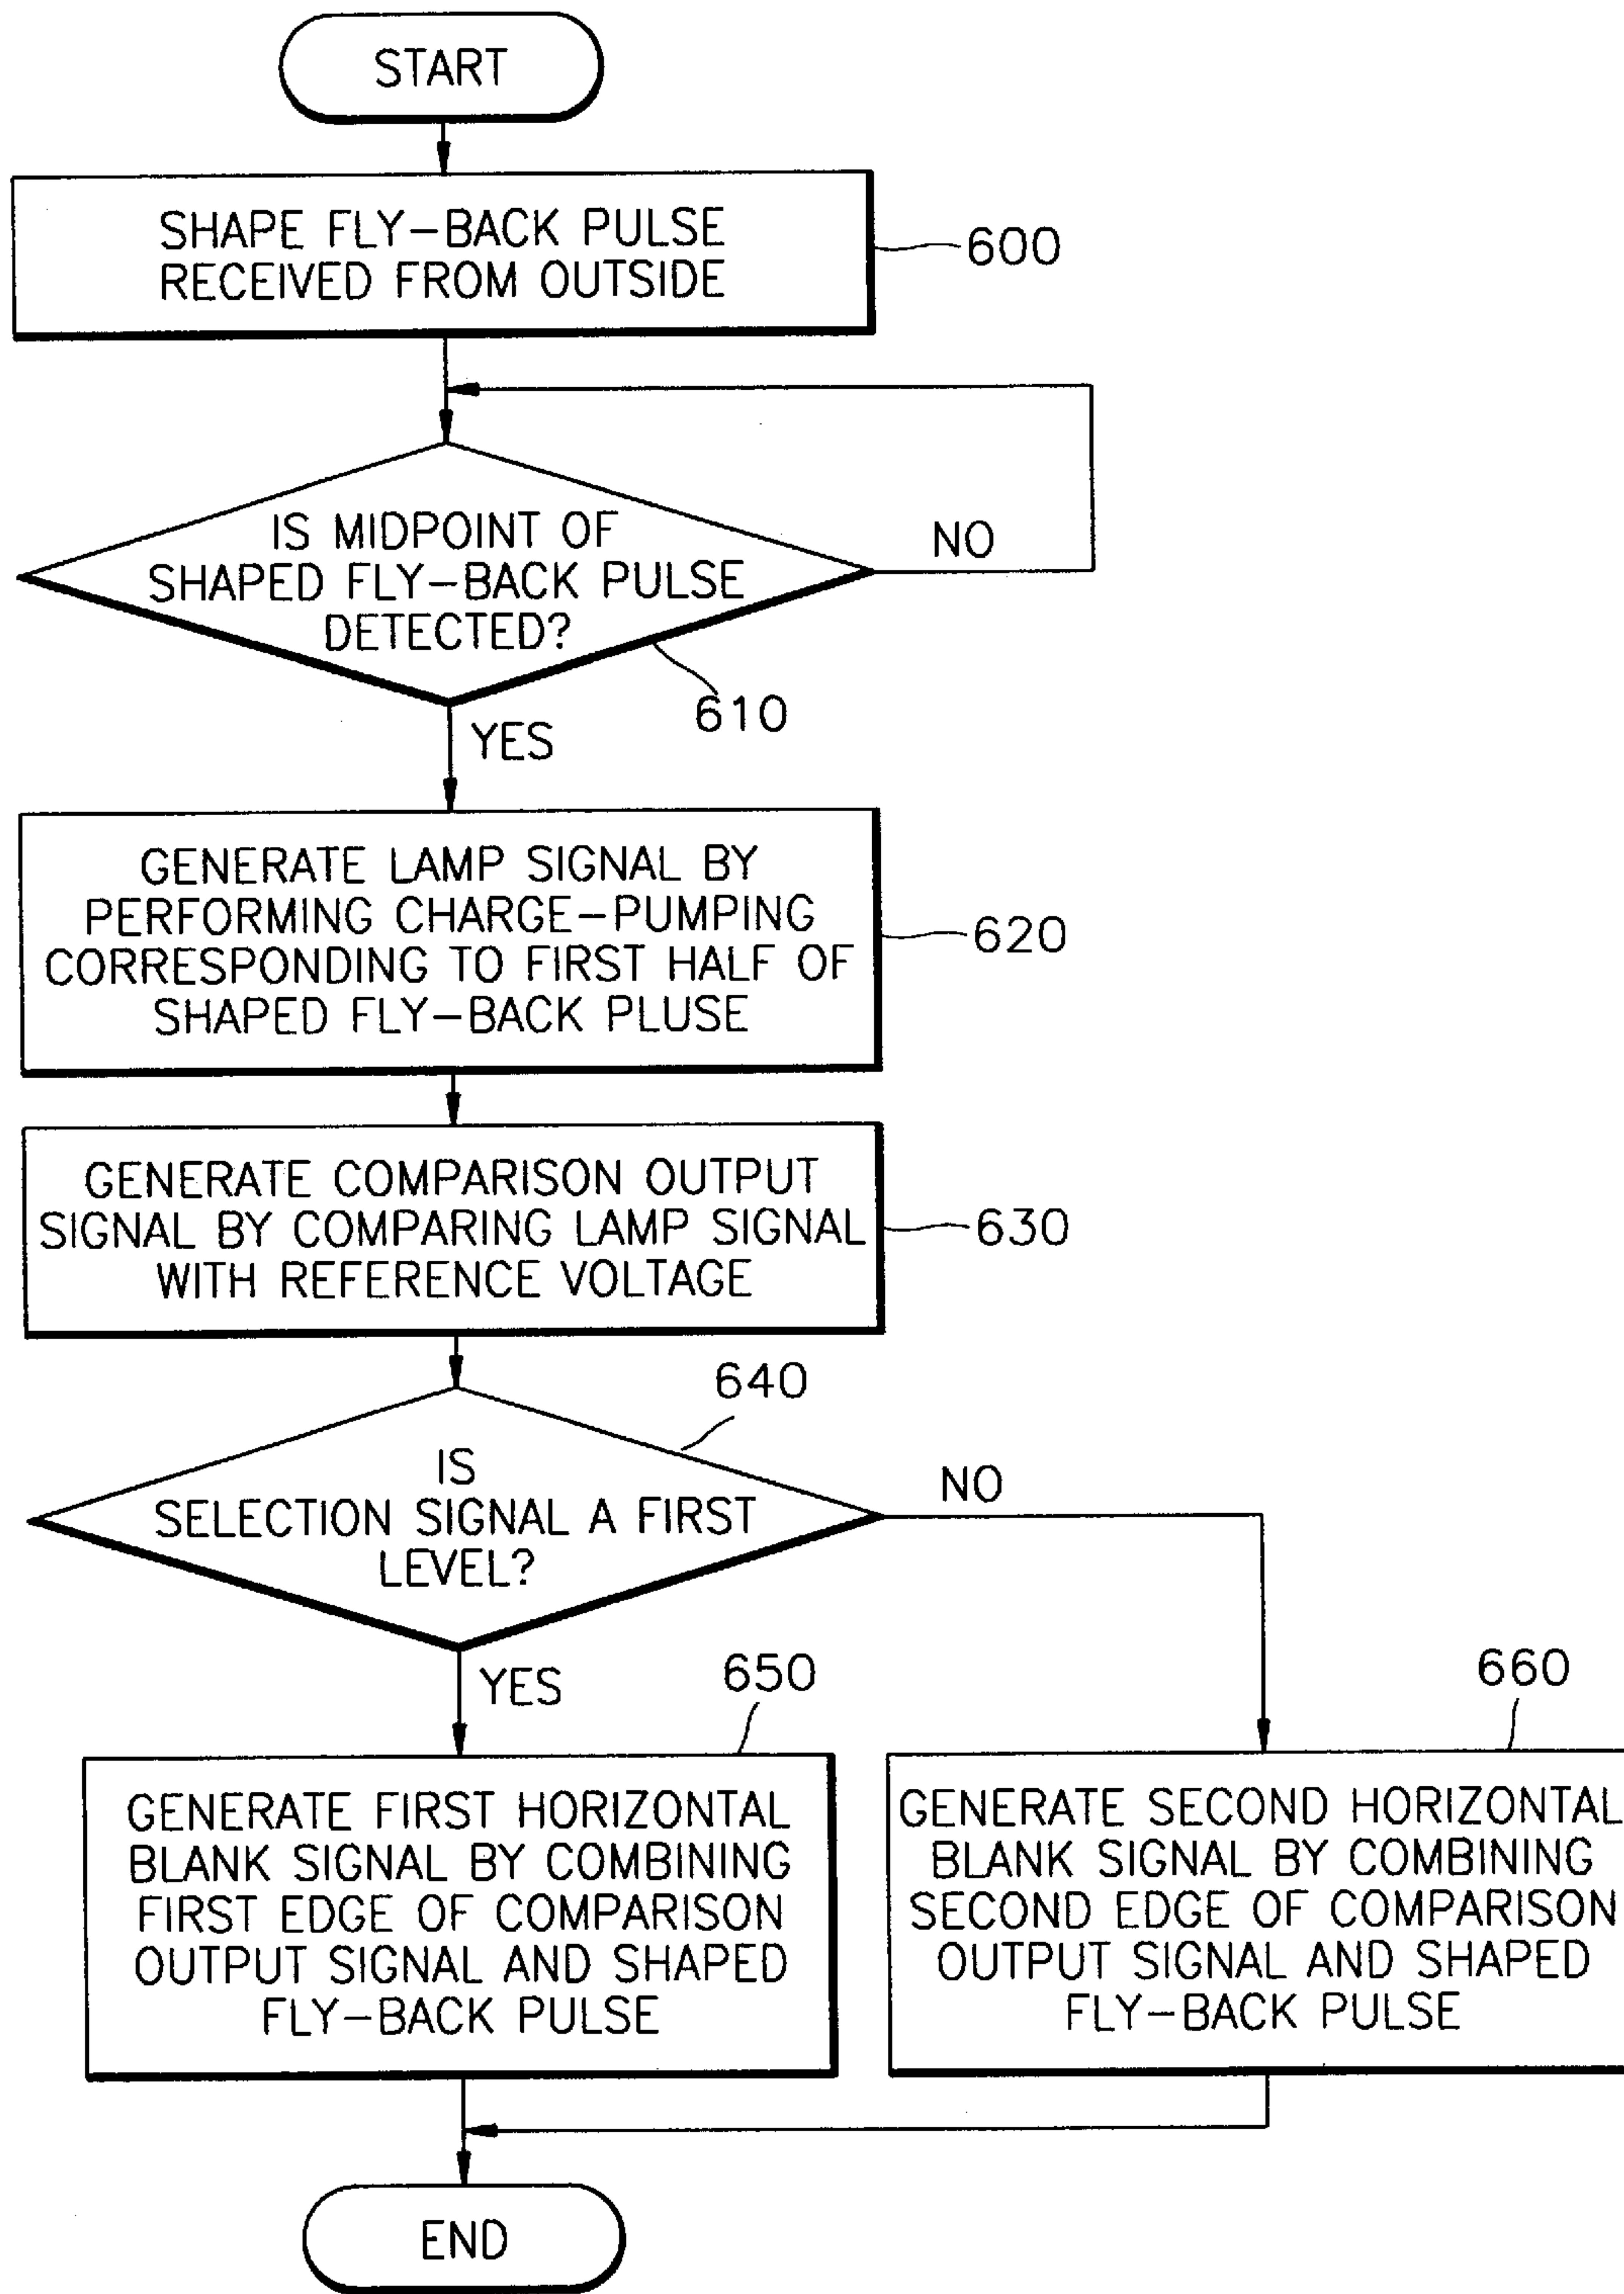 START
SHAPE FLY-BACK PULSE
RECEIVED FROM OUTSIDE
600
IS MIDPOINT OF
SHAPED FLY-BACK PULSE
DETECTED?
NO
610
YES
GENERATE LAMP SIGNAL BY
PERFORMING CHARGE-PUMPING
CORRESPONDING TO FIRST HALF OF
SHAPED FLY-BACK PLUSE
620
GENERATE COMPARISON OUTPUT
SIGNAL BY COMPARING LAMP SIGNAL
WITH REFERENCE VOLTAGE
630
640
IS
SELECTION SIGNAL A FIRST
LEVEL?
NO
YES
650
GENERATE FIRST HORIZONTAL
BLANK SIGNAL BY COMBINING
FIRST EDGE OF COMPARISON
OUTPUT SIGNAL AND SHAPED
FLY-BACK PULSE
660
GENERATE SECOND HORIZONTAL
BLANK SIGNAL BY COMBINING
SECOND EDGE OF COMPARISON
OUTPUT SIGNAL AND SHAPED
FLY-BACK PULSE
END